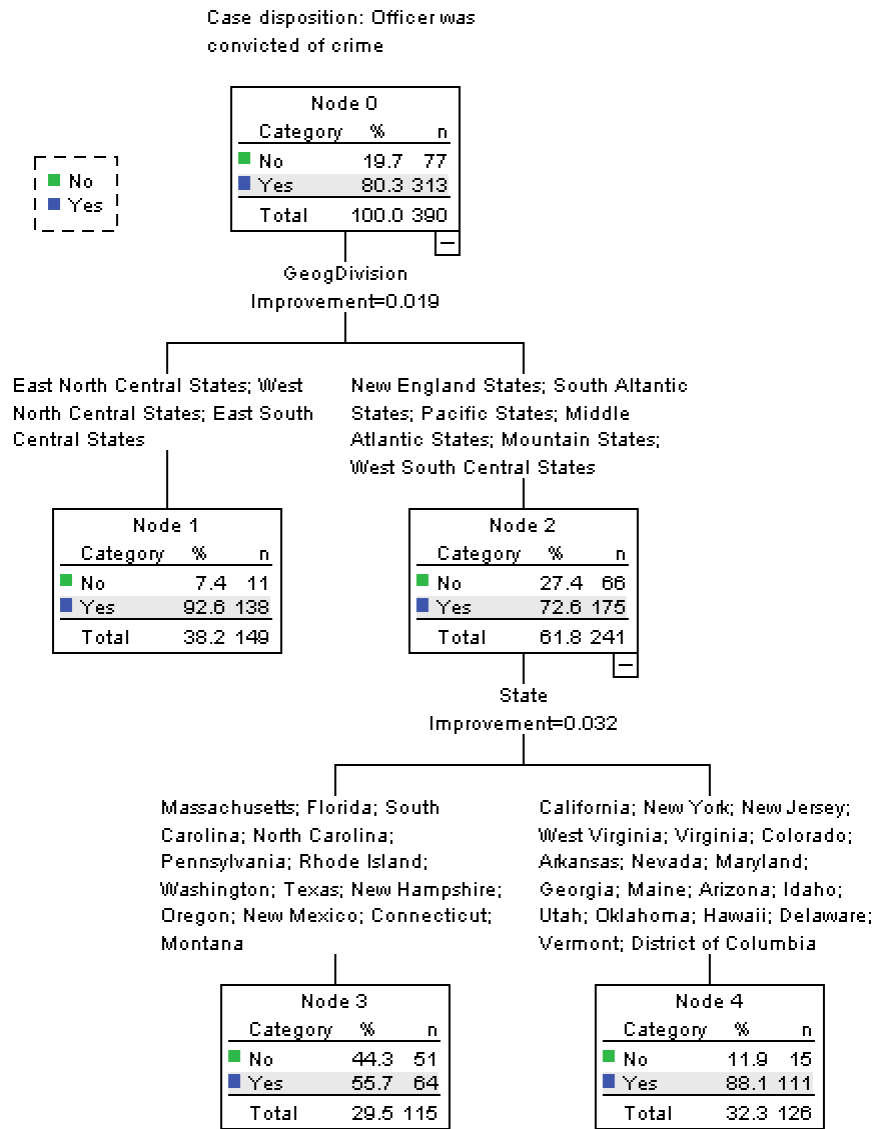 Case disposition: Officer was
convicted of crime
Node 0
Category % n
No 19.7 77
Yes 80.3 313
Total 100.0 390
No
Yes
GeogDivision
Improvement=0.019
East North Central States; West
North Central States; East South
Central States
New England States; South Altantic
States; Pacific States; Middle
Atlantic States; Mountain States;
West South Central States
Node 1
Category % n
No 7.4 11
Yes 92.6 138
Total 38.2 149
Node 2
Category % n
No 27.4 66
Yes 72.6 175
Total 61.8 241
State
Improvement=0.032
Massachusetts; Florida; South
Carolina; North Carolina;
Pennsylvania; Rhode Island;
Washington; Texas; New Hampshire;
Oregon; New Mexico; Connecticut;
Montana
California; New York; New Jersey;
West Virginia; Virginia; Colorado;
Arkansas; Nevada; Maryland;
Georgia; Maine; Arizona; Idaho;
Utah; Oklahoma; Hawaii; Delaware;
Vermont; District of Columbia
Node 3
Category % n
No 44.3 51
Yes 55.7 64
Total 29.5 115
Node 4
Category % n
No 11.9 15
Yes 88.1 111
Total 32.3 126